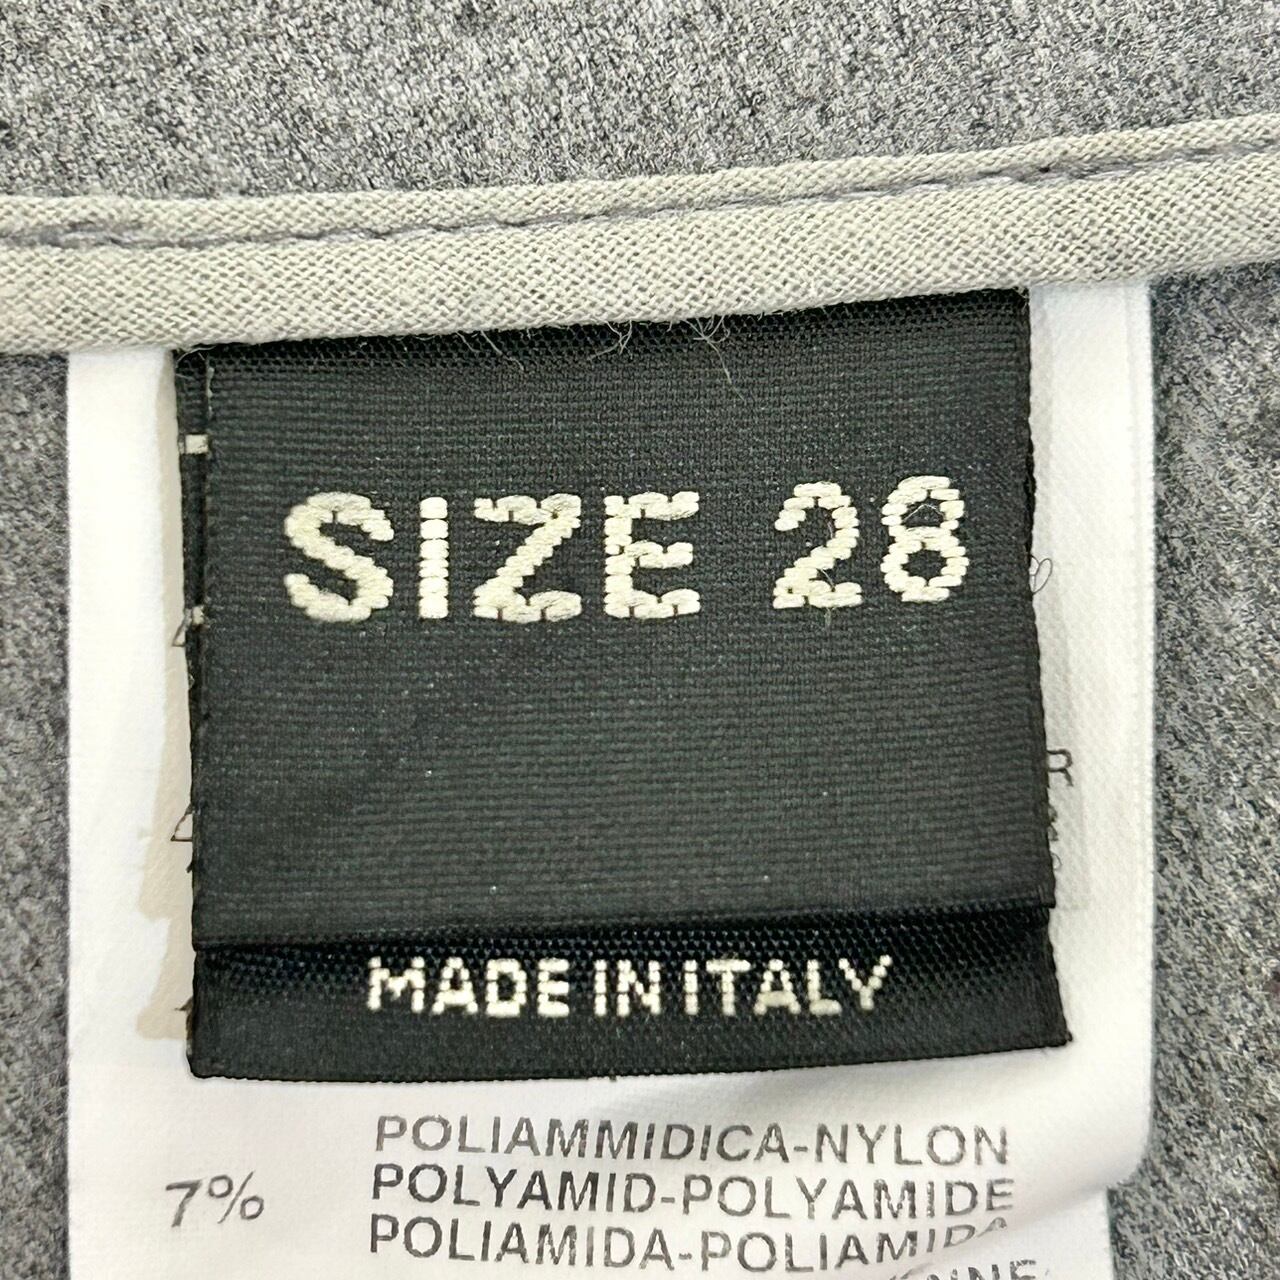 SIZE 28
R
MADE IN ITALY
POLIAMMIDICA-NYLON
7% POLYAMID-POLYAMIDE
POLIAMIDA-POLIAMIDA